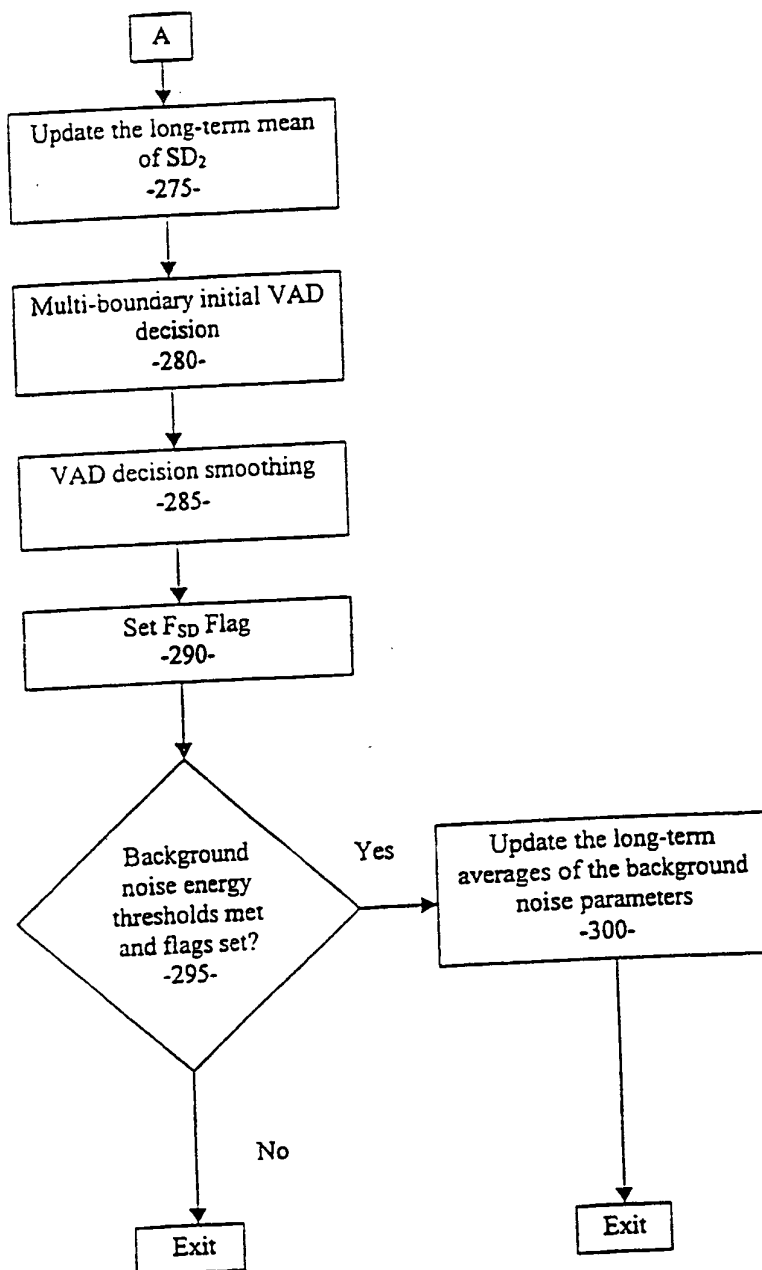 A
Update the long-term mean
of SD₂
-275-
Multi-boundary initial VAD
decision
-280-
VAD decision smoothing
-285-
Set FSD Flag
-290-
Background
noise energy
thresholds met
and flags set?
-295-
Yes
Update the long-term
averages of the background
noise parameters
-300-
No
Exit
Exit